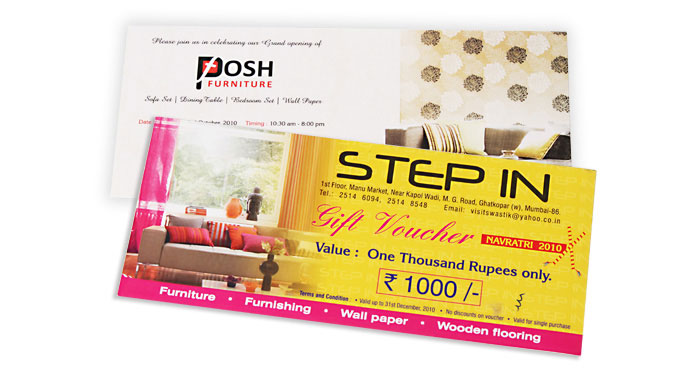 Please join us in celebrating our Grand opening of
POSH
FURNITURE
Sofa Set | Dining Table | Bedroom Set | Wall Paper
Date October, 2010 Timing : 10:30 am - 8:00 pm
STEP IN
1st Floor, Manu Market, Near Kapol Wadi, M. G. Road, Ghatkopar (w), Mumbai-86.
Tel.: 2514 6094, 2514 8548 Email: visitswastik@yahoo.co.in
Gift Voucher NAVRATRI 2010
Value : One Thousand Rupees only.
₹ 1000 /-
Terms and Condition : • Valid up to 31st December, 2010 • No discounts on voucher • Valid for single purchase
Furniture • Furnishing • Wall paper • Wooden flooring